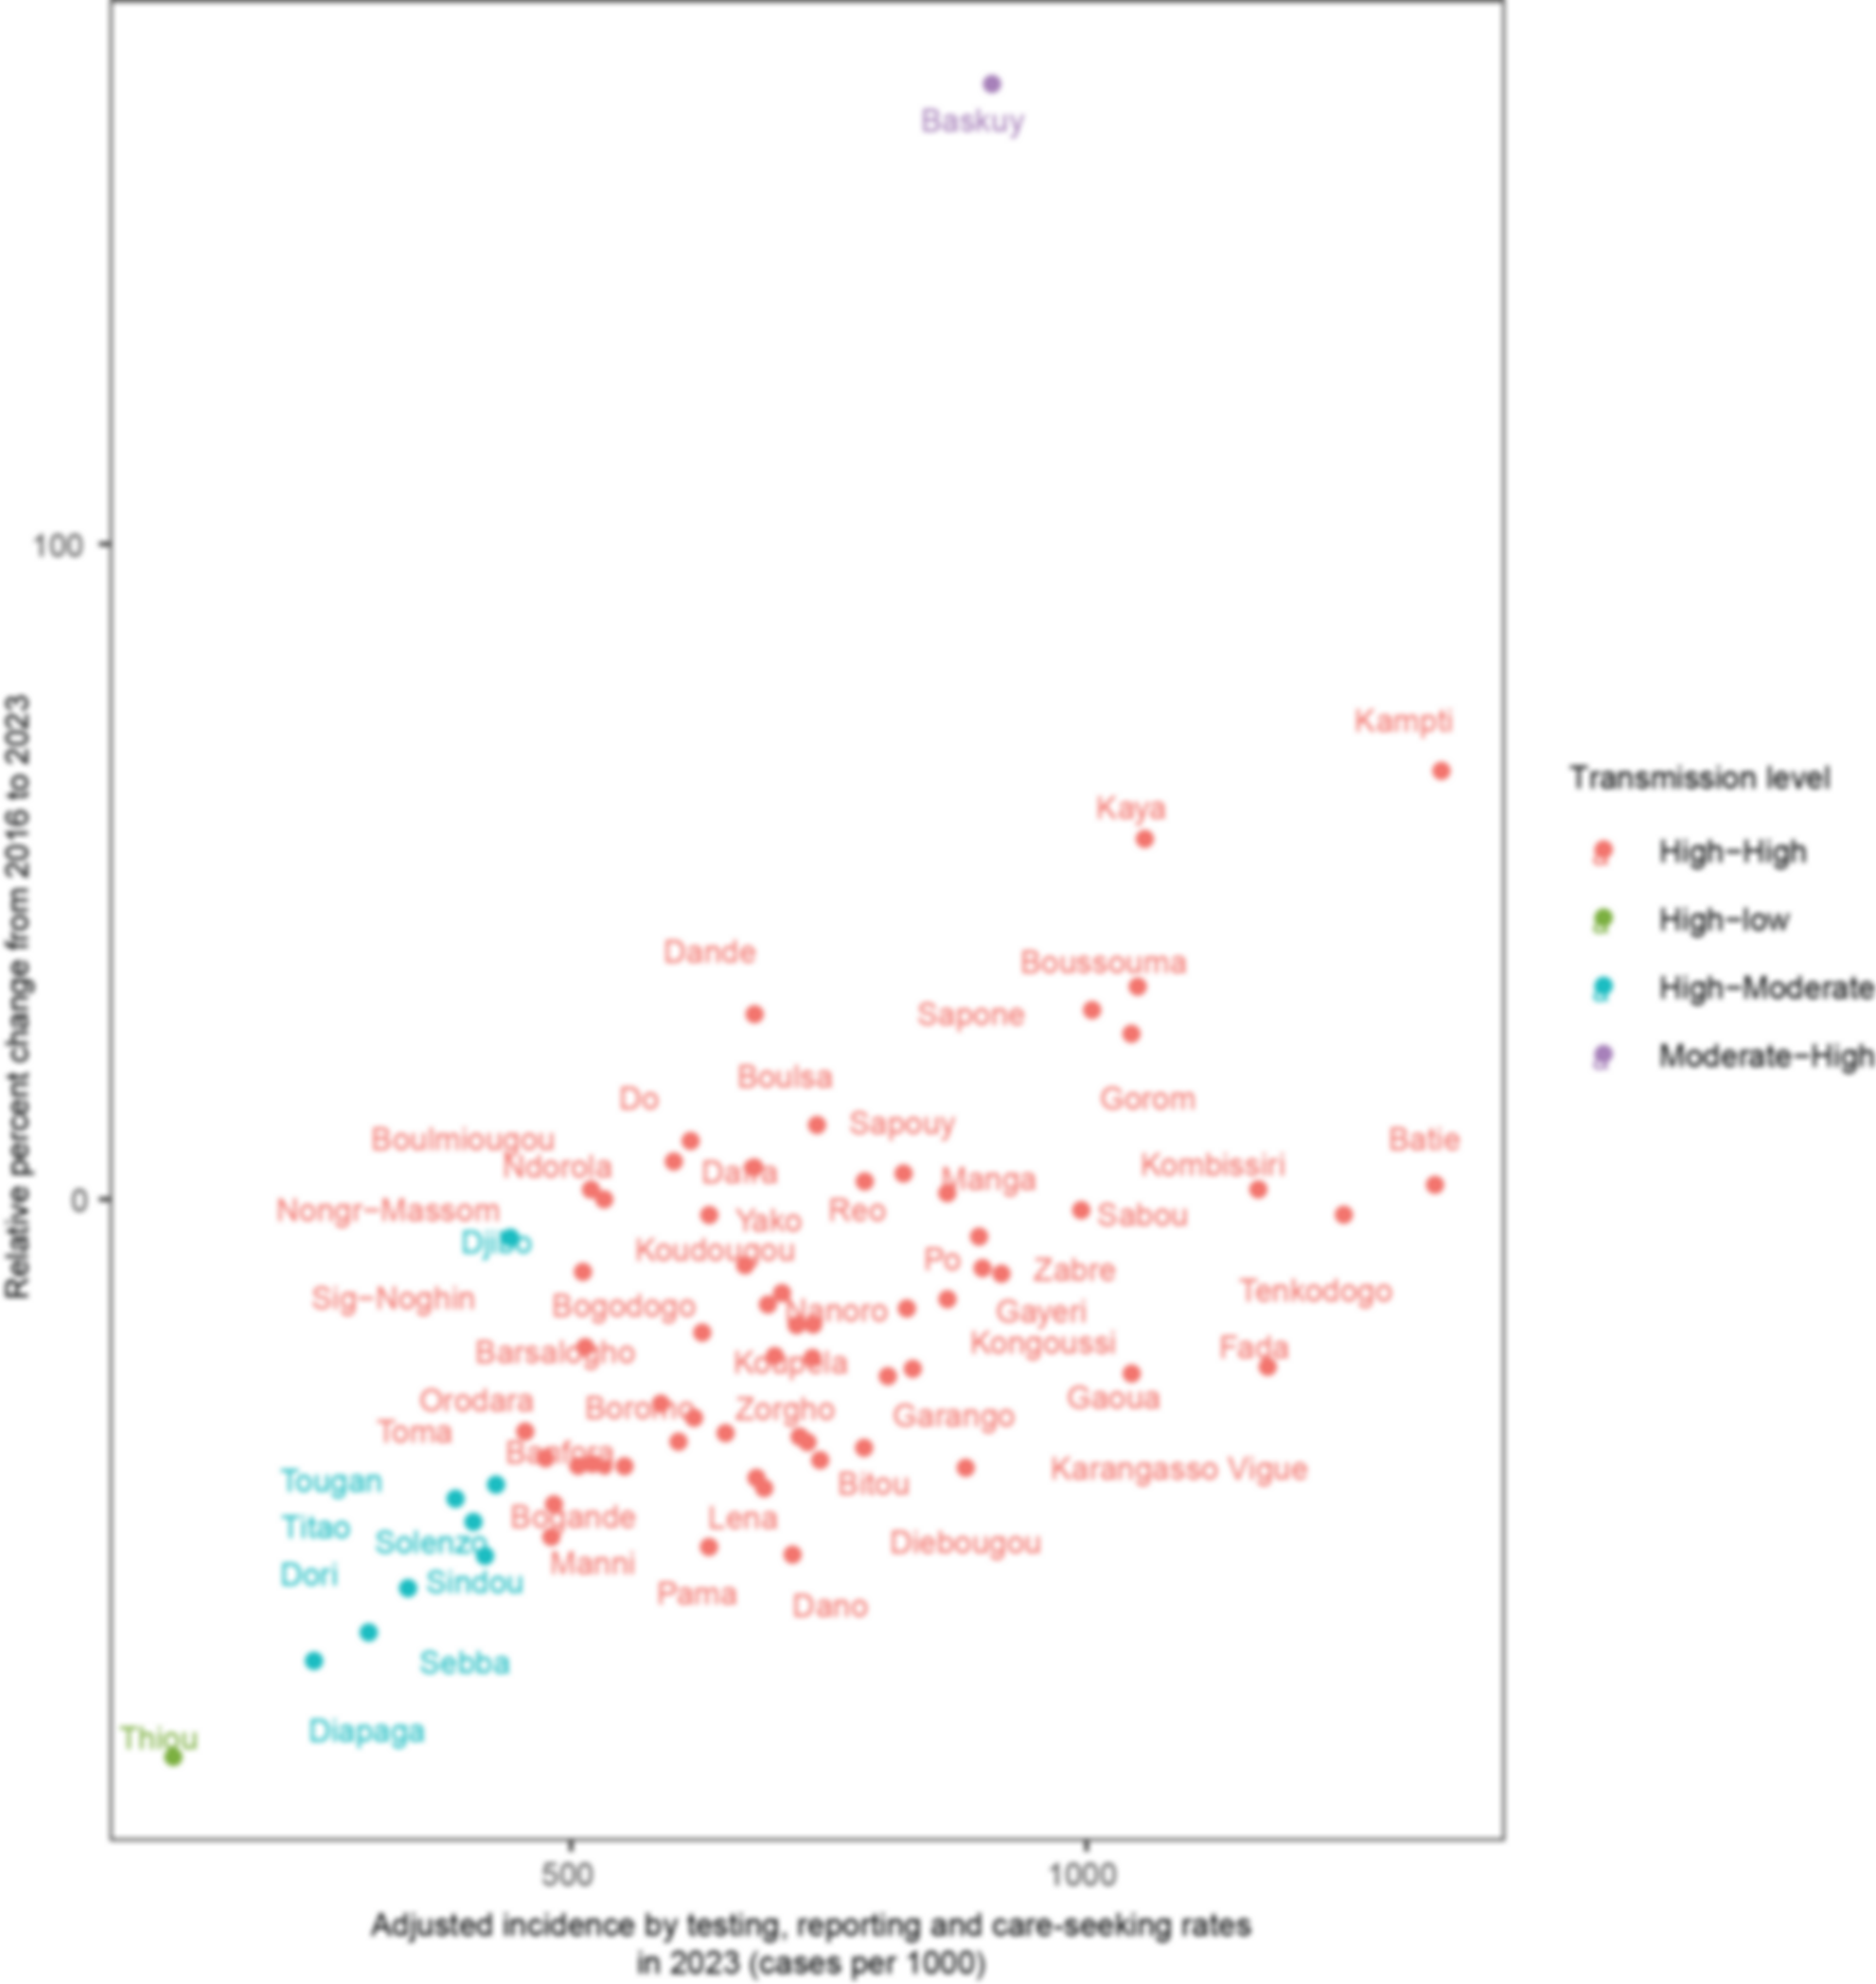 Baskuy
100
Kampti
Kaya
Dande
Boussouma
Sapone
Boulsa
Do
Gorom
Sapouy
Boulmiougou
Batie
Ndorola
Dafra
Manga
Kombissiri
0
Nongr-Massom
Yako
Reo
Sabou
Djibo
Koudougou
Po
Zabre
Tenkodogo
Sig-Noghin
Bogodogo
Nanoro
Gayeri
Kongoussi
Barsalogho
Koupela
Fada
Gaoua
Orodara
Boromo
Zorgho
Garango
Toma
Banfora
Karangasso Vigue
Tougan
Bitou
Titao
Bogande
Lena
Solenzo
Diebougou
Dori
Sindou
Manni
Pama
Dano
Sebba
Diapaga
Thiou
500
1000
Relative percent change from 2016 to 2023
Adjusted incidence by testing, reporting and care-seeking rates
in 2023 (cases per 1000)
Transmission level
High-High
High-low
High-Moderate
Moderate-High